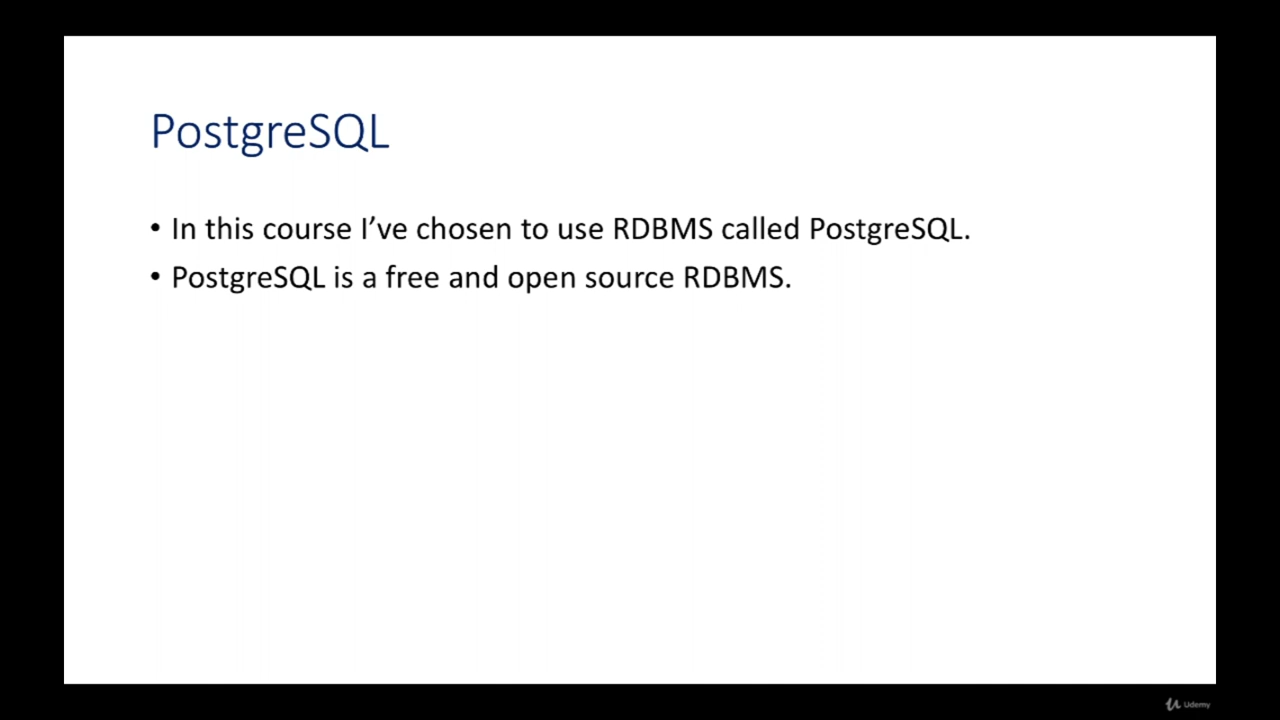 PostgreSQL
• In this course I’ve chosen to use RDBMS called PostgreSQL.
• PostgreSQL is a free and open source RDBMS.
Udemy